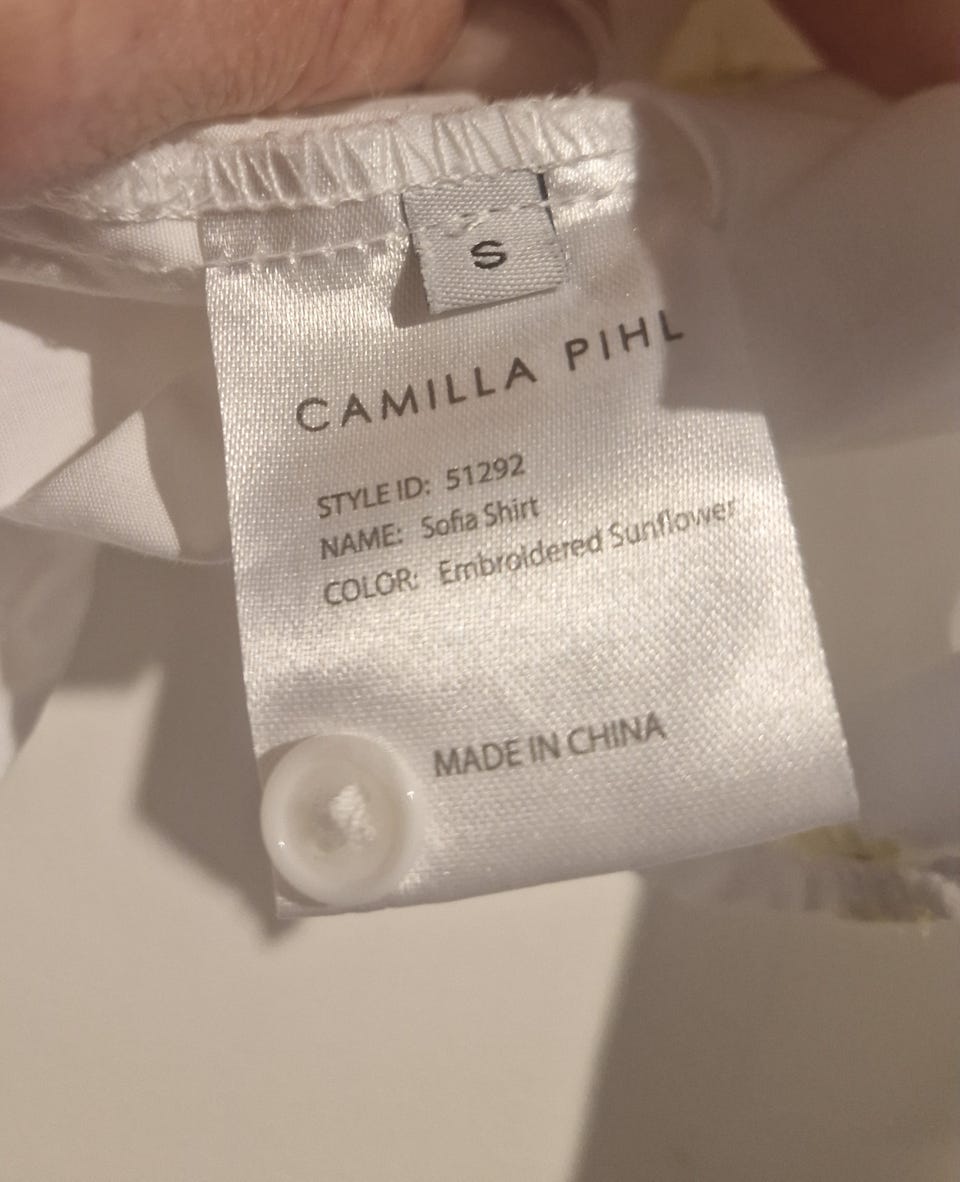 S
CAMILLA PIHL
STYLE ID: 51292
NAME: Sofia Shirt
COLOR: Embroidered Sunflower
MADE IN CHINA